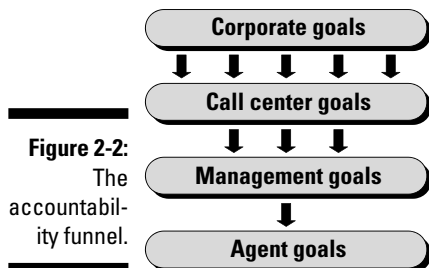 Corporate goals
Call center goals
Figure 2-2:
The
accountabil-
ity funnel.
Management goals
Agent goals